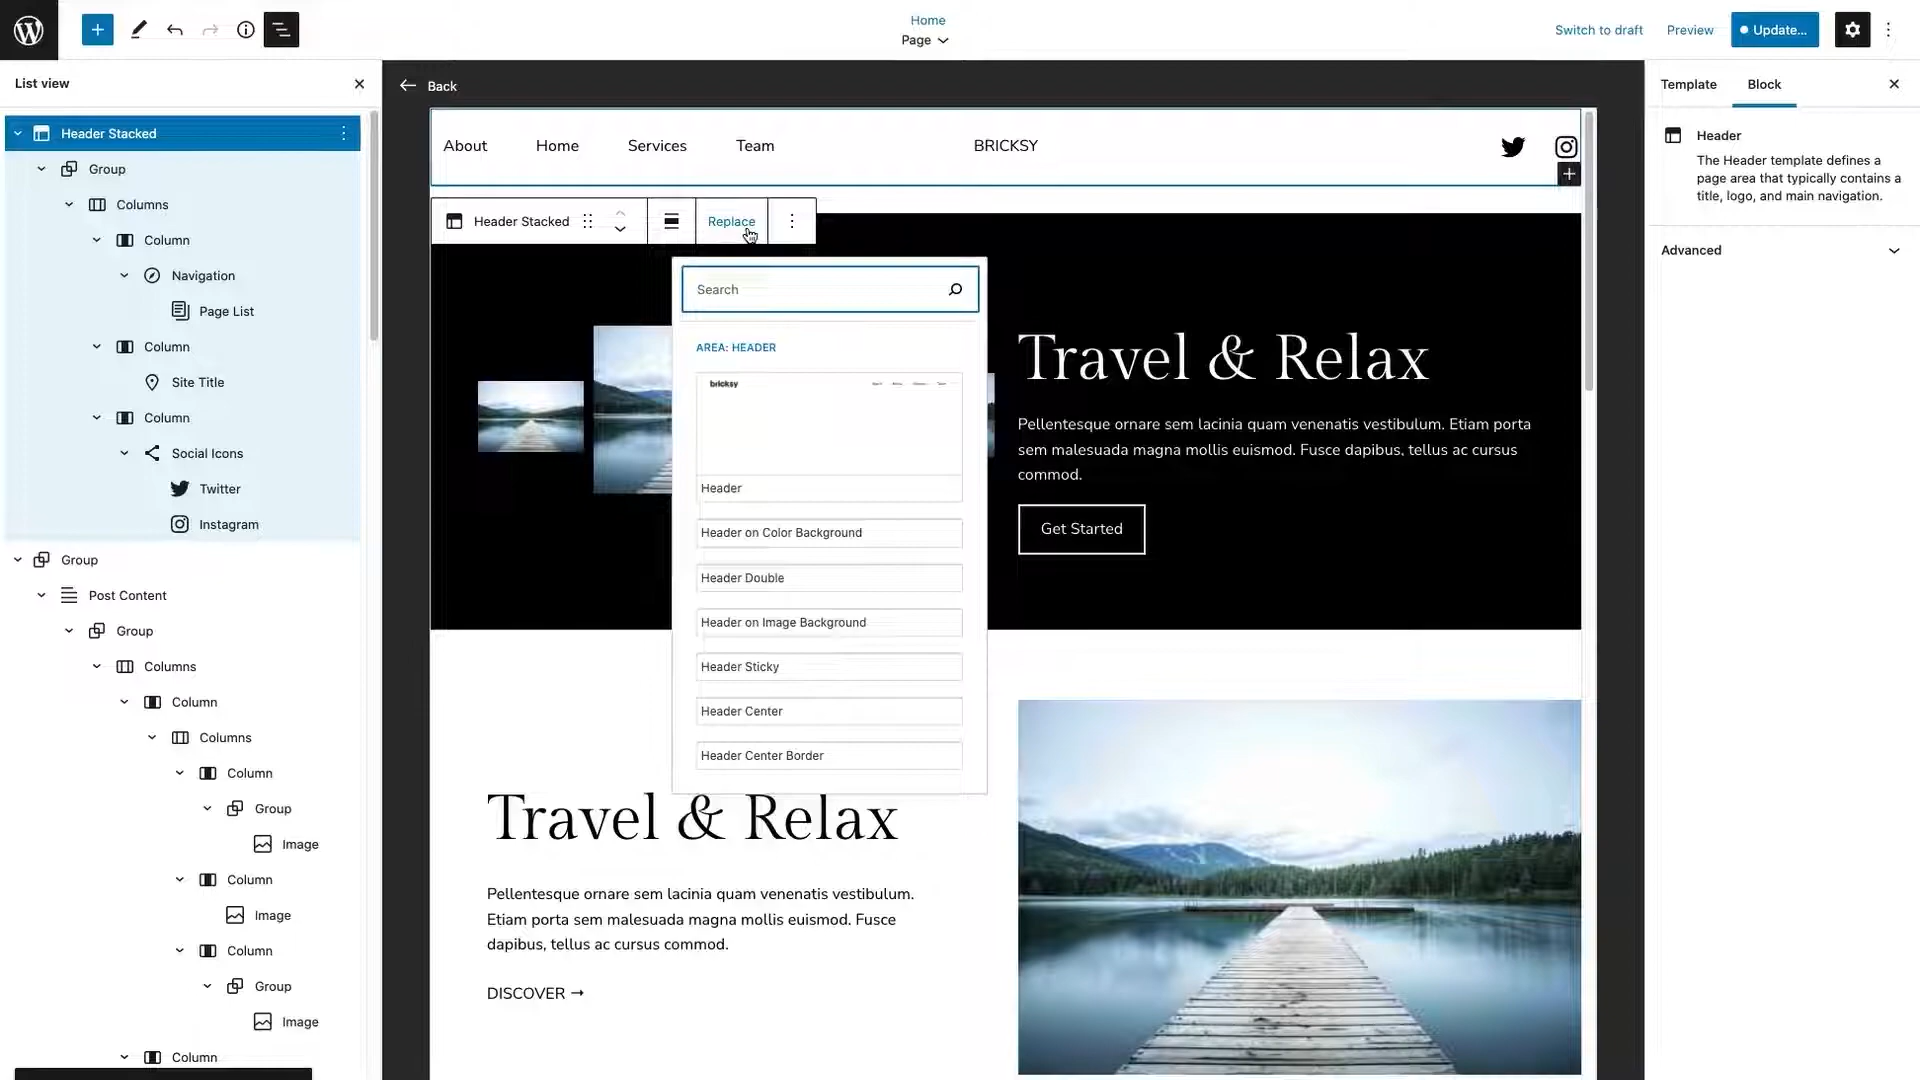 Home
Page
Switch to draft
Preview
Update...
List view
Header Stacked
Group
Columns
Column
Navigation
Page List
Column
Site Title
Column
Social Icons
Twitter
Instagram
Group
Post Content
Group
Columns
Column
Columns
Column
Group
Image
Column
Image
Column
Group
Image
Column
Back
About
Home
Services
Team
BRICKSY
Header Stacked
Replace
Search
AREA: HEADER
bricksy
Header
Header on Color Background
Header Double
Header on Image Background
Header Sticky
Header Center
Header Center Border
Travel & Relax
Pellentesque ornare sem lacinia quam venenatis vestibulum. Etiam porta
sem malesuada magna mollis euismod. Fusce dapibus, tellus ac cursus
commod.
Get Started
Travel & Relax
Pellentesque ornare sem lacinia quam venenatis vestibulum.
Etiam porta sem malesuada magna mollis euismod. Fusce
dapibus, tellus ac cursus commod.
DISCOVER →
Template
Block
Header
The Header template defines a
page area that typically contains a
title, logo, and main navigation.
Advanced